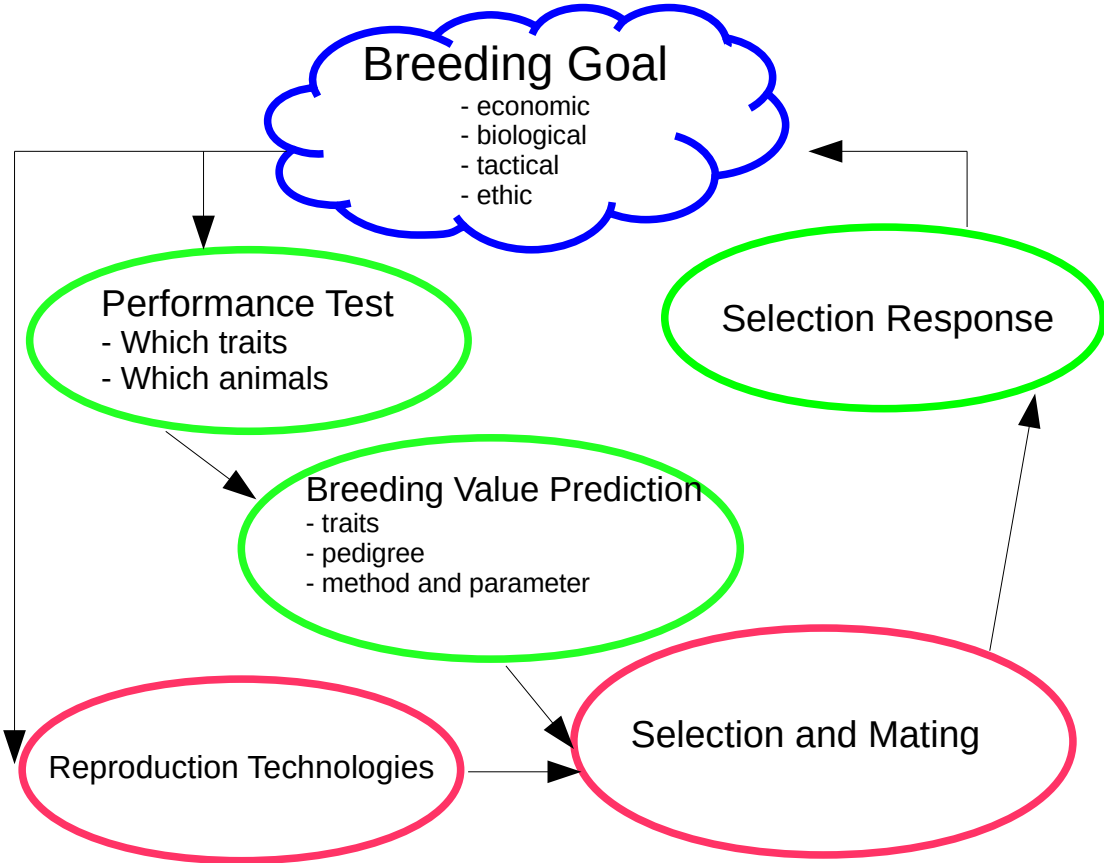 Breeding Goal
- economic
- biological
- tactical
- ethic
Performance Test
- Which traits
- Which animals
Selection Response
Breeding Value Prediction
- traits
- pedigree
- method and parameter
Selection and Mating
Reproduction Technologies